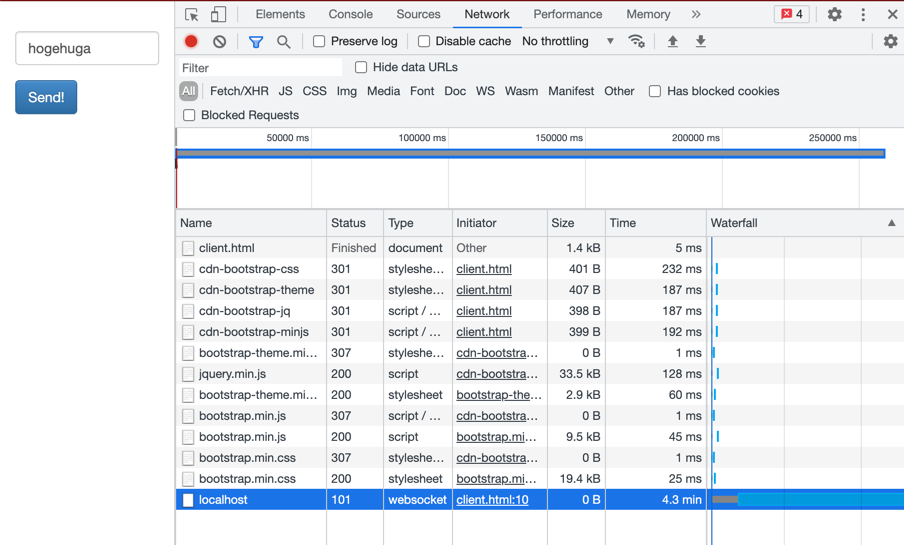 hogehuga
Send!
Elements Console Sources Network Performance Memory » 4
Preserve log Disable cache No throttling
Filter Hide data URLs
All Fetch/XHR JS CSS Img Media Font Doc WS Wasm Manifest Other Has blocked cookies
Blocked Requests
50000 ms 100000 ms 150000 ms 200000 ms 250000 ms
Name Status Type Initiator Size Time Waterfall
client.html Finished document Other 1.4 kB 5 ms
cdn-bootstrap-css 301 styleshe… client.html 401 B 232 ms
cdn-bootstrap-theme 301 styleshe… client.html 407 B 187 ms
cdn-bootstrap-jq 301 script / … client.html 398 B 187 ms
cdn-bootstrap-minjs 301 script / … client.html 399 B 192 ms
bootstrap-theme.mi… 307 styleshe… cdn-bootstra… 0 B 1 ms
jquery.min.js 200 script cdn-bootstra… 33.5 kB 128 ms
bootstrap-theme.mi… 200 stylesheet bootstrap-the… 2.9 kB 60 ms
bootstrap.min.js 307 script / … cdn-bootstra… 0 B 1 ms
bootstrap.min.js 200 script bootstrap.mi… 9.5 kB 45 ms
bootstrap.min.css 307 styleshe… cdn-bootstra… 0 B 1 ms
bootstrap.min.css 200 stylesheet bootstrap.mi… 19.4 kB 25 ms
localhost 101 websocket client.html:10 0 B 4.3 min